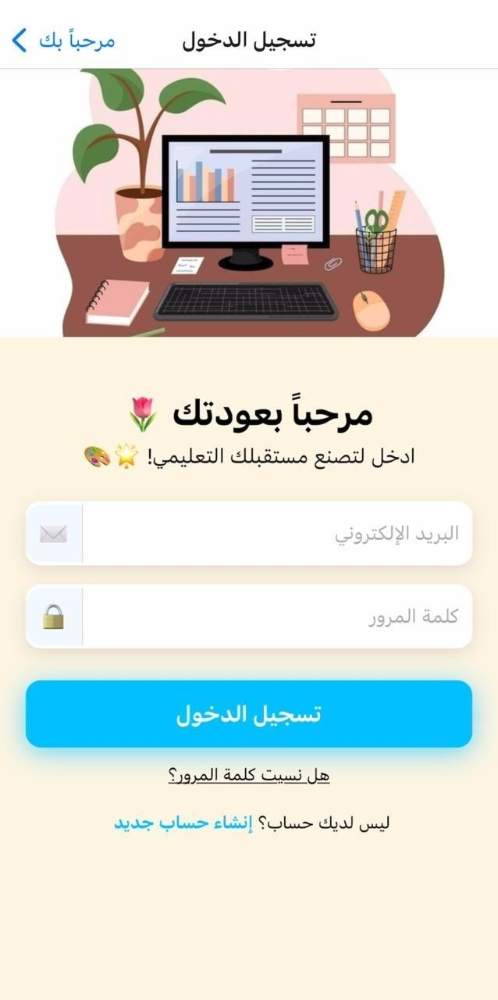 تسجيل الدخول
مرحباً بك
مرحباً بعودتك 🌷
ادخل لتصنع مستقبلك التعليمي! 🌟🎨
البريد الإلكتروني
كلمة المرور
تسجيل الدخول
هل نسيت كلمة المرور؟
ليس لديك حساب؟ إنشاء حساب جديد